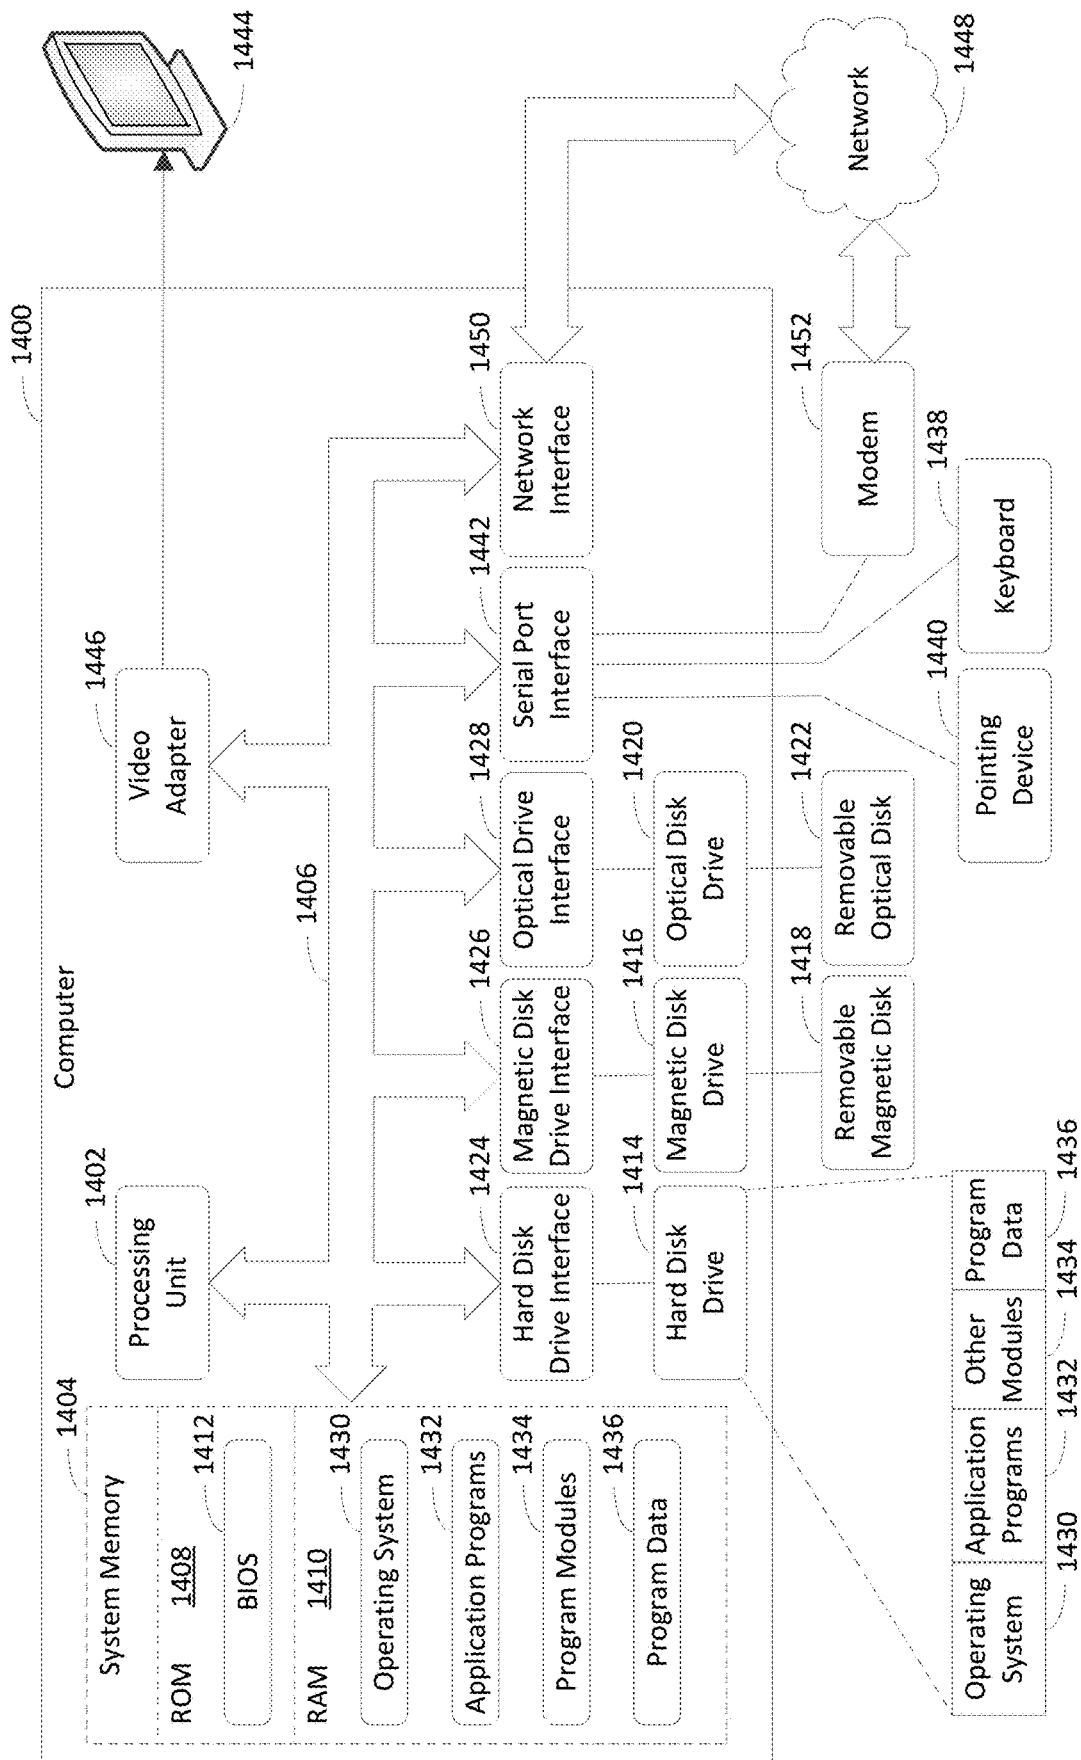 1400
Computer
1444
System Memory
1404
ROM
1408
1412
BIOS
RAM
1410
1430
Operating System
1432
Application Programs
1434
Program Modules
1436
Program Data
1402
Processing
Unit
1446
Video
Adapter
1406
1424
Hard Disk
Drive Interface
1426
Magnetic Disk
Drive Interface
1428
Optical Drive
Interface
1442
Serial Port
Interface
1450
Network
Interface
1414
Hard Disk
Drive
1416
Magnetic Disk
Drive
1420
Optical Disk
Drive
1418
Removable
Magnetic Disk
1422
Removable
Optical Disk
1452
Modem
Network
1448
1440
Pointing
Device
1438
Keyboard
Operating
System
Application
Programs
Other
Modules
Program
Data
1430
1432
1434
1436